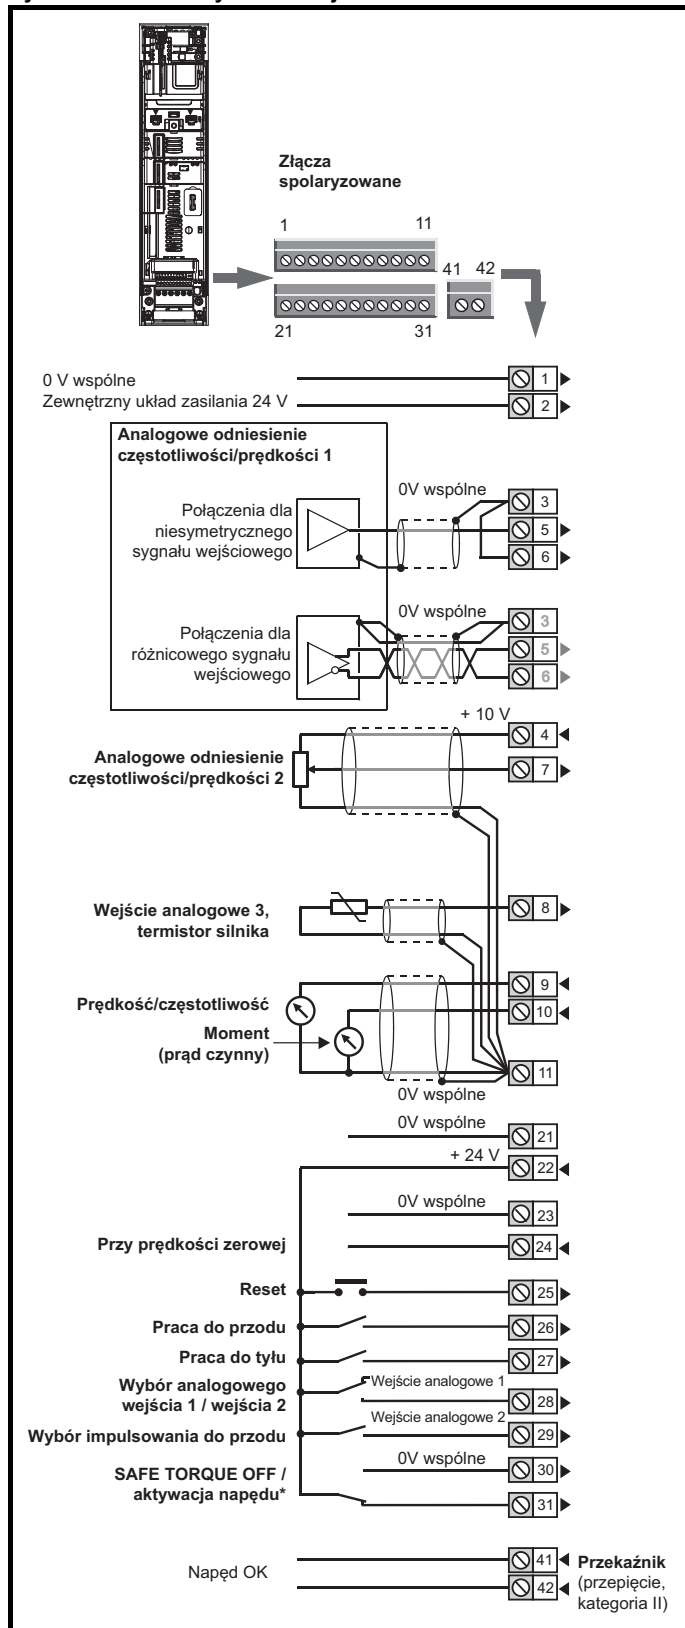 Złącza
spolaryzowane
1 11
41 42
21 31
0 V wspólne
1
Zewnętrzny układ zasilania 24 V
2
Analogowe odniesienie
częstotliwości/prędkości 1
0V wspólne
3
Połączenia dla
niesymetrycznego
sygnału wejściowego
5
6
0V wspólne
3
Połączenia dla
różnicowego sygnału
wejściowego
5
6
+ 10 V
4
Analogowe odniesienie
częstotliwości/prędkości 2
7
Wejście analogowe 3,
termistor silnika
8
9
Prędkość/częstotliwość
10
Moment
(prąd czynny)
11
0V wspólne
0V wspólne
21
+ 24 V
22
0V wspólne
23
Przy prędkości zerowej
24
Reset
25
Praca do przodu
26
Praca do tyłu
27
Wybór analogowego
wejścia 1 / wejścia 2
Wejście analogowe 1
28
Wejście analogowe 2
Wybór impulsowania do przodu
29
0V wspólne
30
SAFE TORQUE OFF /
aktywacja napędu*
31
Napęd OK
41
42
Przekaźnik
(przepięcie,
kategoria II)